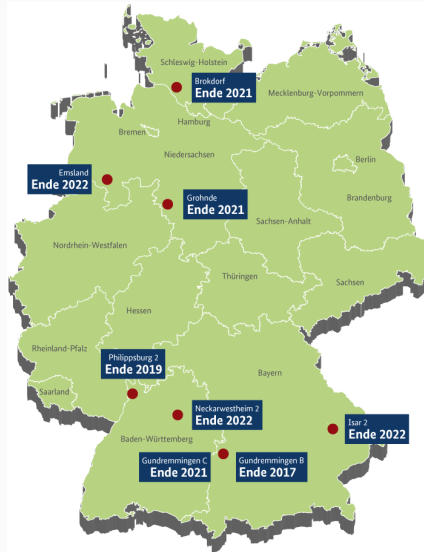 Schleswig-Holstein
Brokdorf
Ende 2021
Mecklenburg-Vorpommern
Hamburg
Bremen
Niedersachsen
Berlin
Emsland
Ende 2022
Brandenburg
Grohnde
Ende 2021
Sachsen-Anhalt
Nordrhein-Westfalen
Thüringen
Sachsen
Hessen
Rheinland-Pfalz
Philippsburg 2
Ende 2019
Bayern
Saarland
Neckarwestheim 2
Ende 2022
Isar 2
Ende 2022
Baden-Württemberg
Gundremmingen C
Ende 2021
Gundremmingen B
Ende 2017